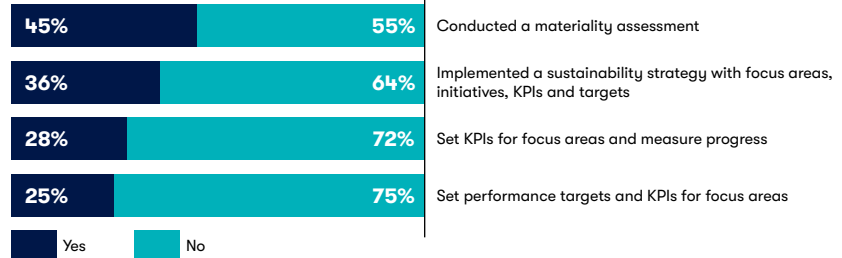 45% 55% Conducted a materiality assessment
36% 64% Implemented a sustainability strategy with focus areas,
initiatives, KPIs and targets
28% 72% Set KPIs for focus areas and measure progress
25% 75% Set performance targets and KPIs for focus areas
Yes No